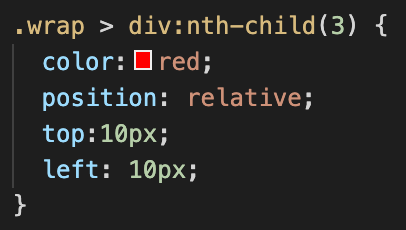 .wrap > div:nth-child(3) {
  color: red;
  position: relative;
  top:10px;
  left: 10px;
}